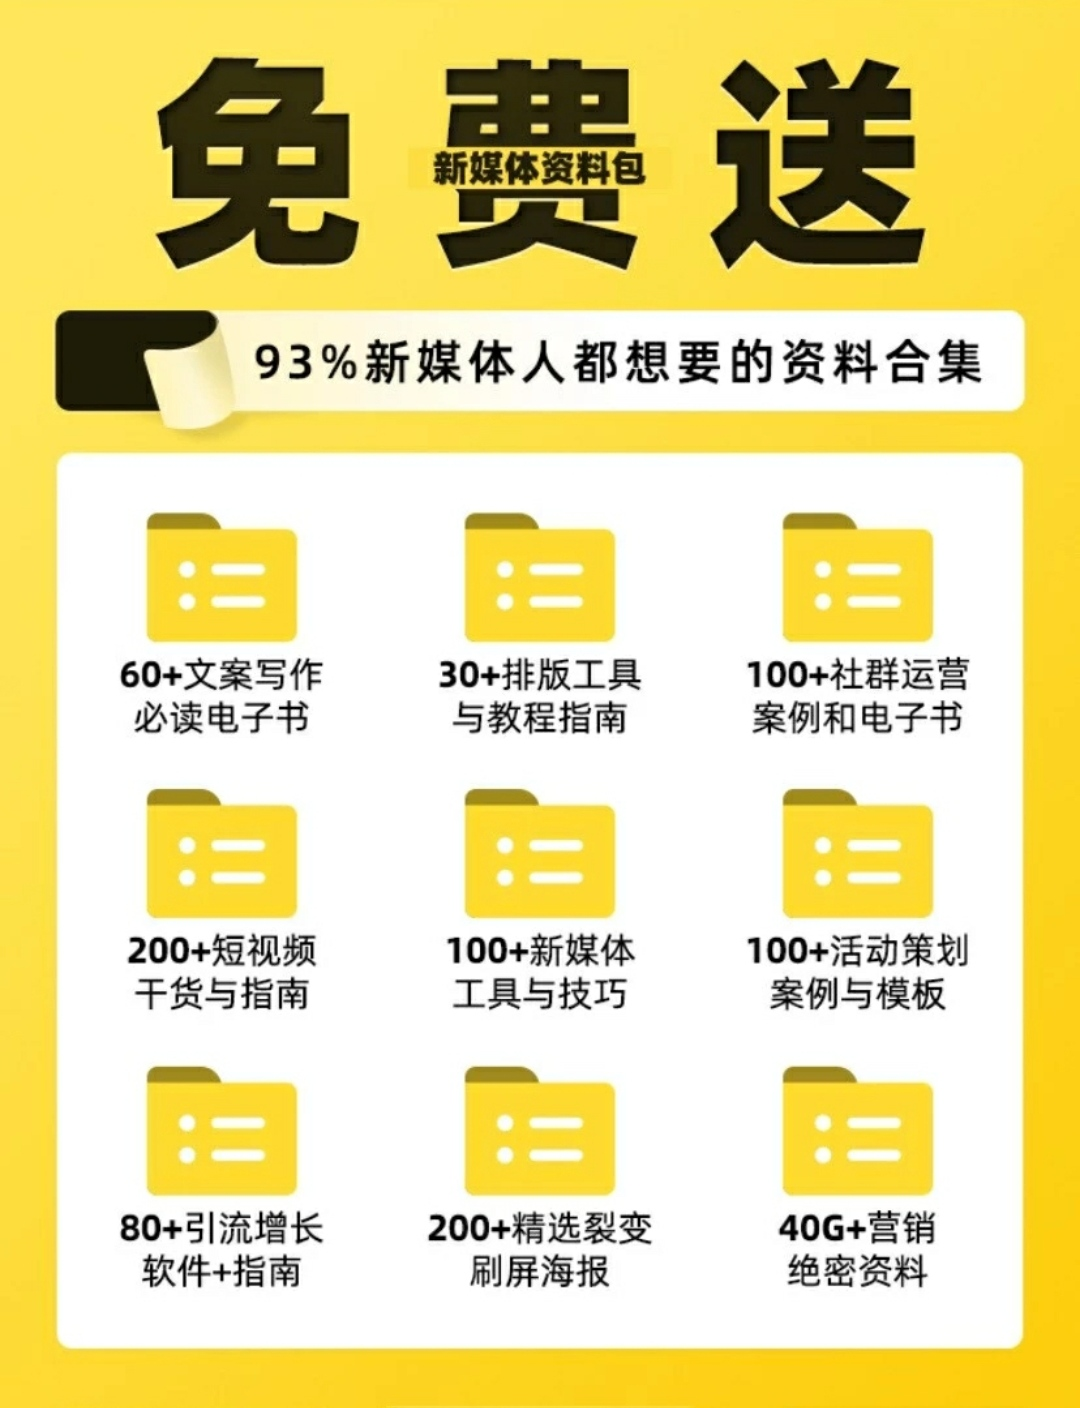 免费送
新媒体资料包
93%新媒体人都想要的资料合集
60+文案写作
必读电子书
30+排版工具
与教程指南
100+社群运营
案例和电子书
200+短视频
干货与指南
100+新媒体
工具与技巧
100+活动策划
案例与模板
80+引流增长
软件+指南
200+精选裂变
刷屏海报
40G+营销
绝密资料